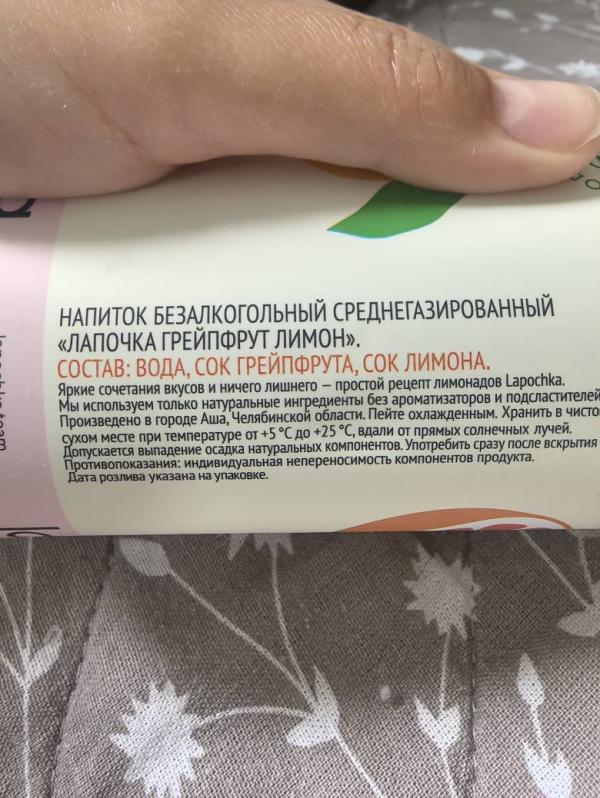 НАПИТОК БЕЗАЛКОГОЛЬНЫЙ СРЕДНЕГАЗИРОВАННЫЙ
«ЛАПОЧКА ГРЕЙПФРУТ ЛИМОН».
СОСТАВ: ВОДА, СОК ГРЕЙПФРУТА, СОК ЛИМОНА.
Яркие сочетания вкусов и ничего лишнего – простой рецепт лимонадов Lapochka.
Мы используем только натуральные ингредиенты без ароматизаторов и подсластителей
Произведено в городе Аша, Челябинской области. Пейте охлажденным. Хранить в чисто
сухом месте при температуре от +5 °C до +25 °C, вдали от прямых солнечных лучей.
Допускается выпадение осадка натуральных компонентов. Употребить сразу после вскрытия
Противопоказания: индивидуальная непереносимость компонентов продукта.
Дата розлива указана на упаковке.